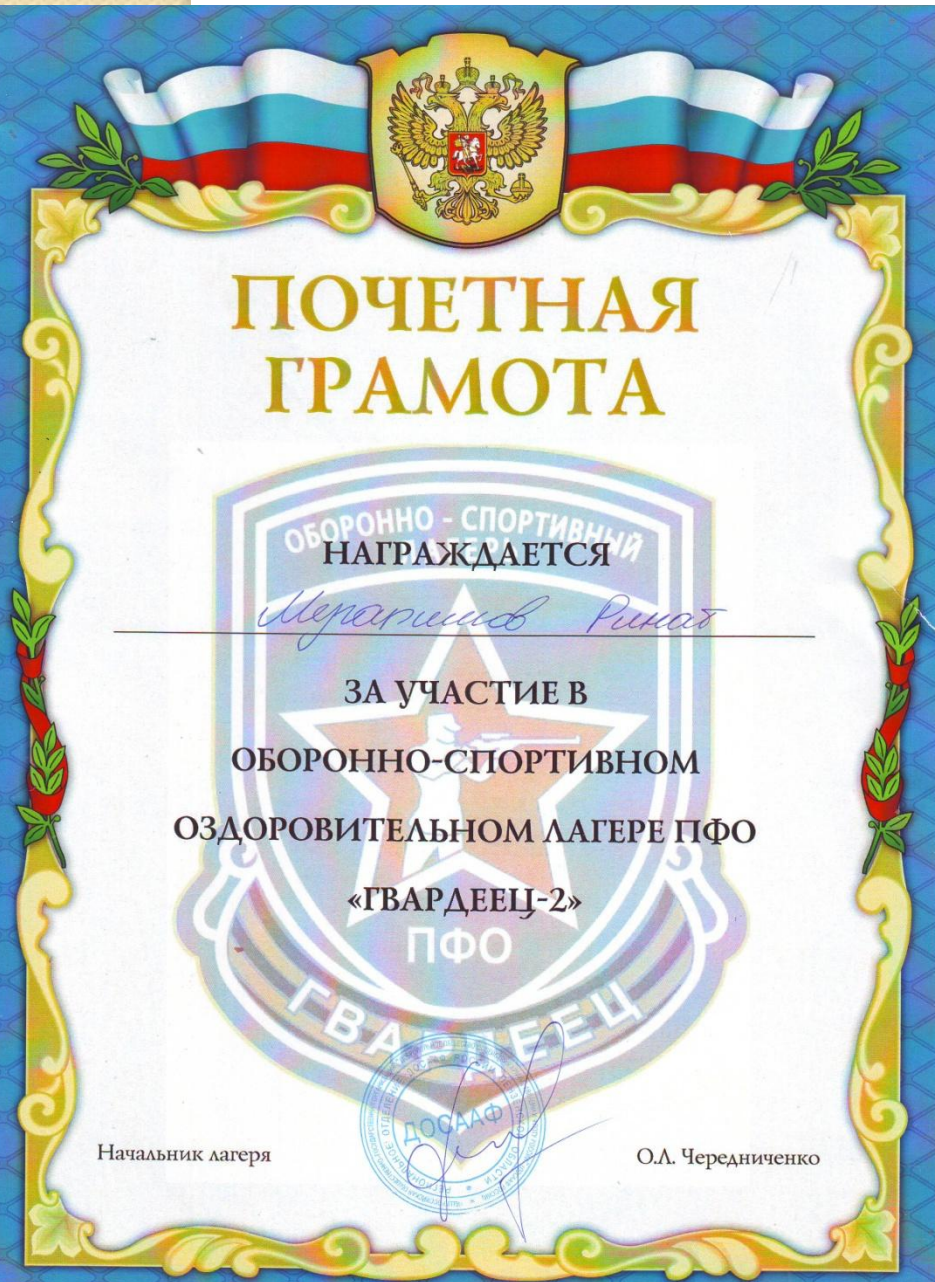 ПОЧЕТНАЯ
ГРАМОТА
ОБОРОННО - СПОРТИВНЫЙ
НАГРАЖДАЕТСЯ
Ринат
ЗА УЧАСТИЕ В
ОБОРОННО-СПОРТИВНОМ
ОЗДОРОВИТЕЛЬНОМ ЛАГЕРЕ ПФО
«ГВАРДЕЕЦ-2»
ПФО
ГВАРДЕЕЦ
ДОСААФ
Начальник лагеря
О.Л. Чередниченко